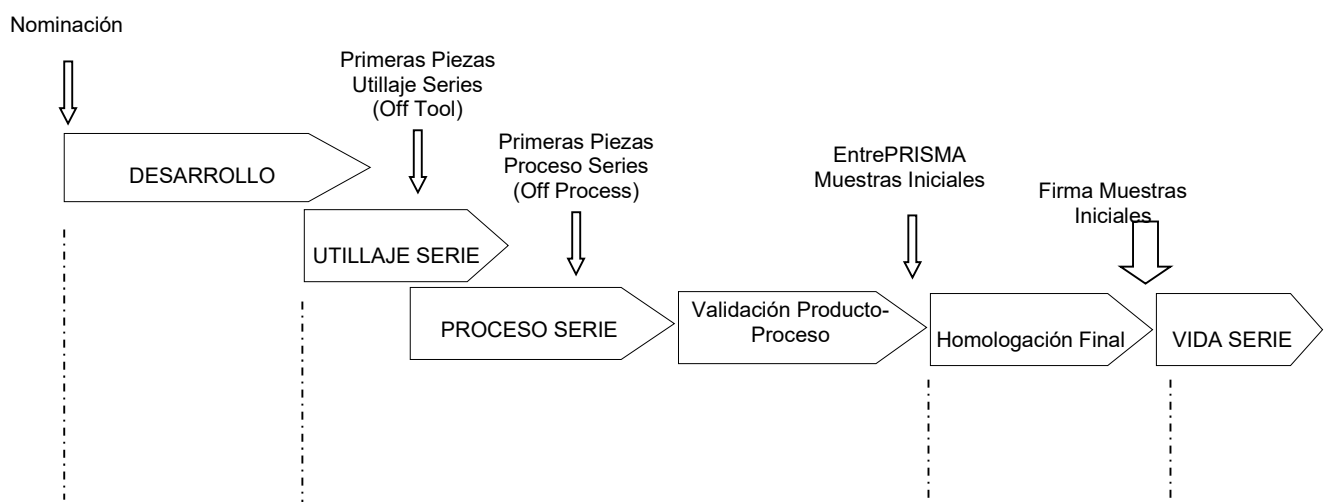 Nominación
Primeras Piezas
Utillaje Series
(Off Tool)
Primeras Piezas
Proceso Series
(Off Process)
EntrePRISMA
Muestras Iniciales
Firma Muestras
Iniciales
DESARROLLO
UTILLAJE SERIE
PROCESO SERIE
Validación Producto-
Proceso
Homologación Final
VIDA SERIE